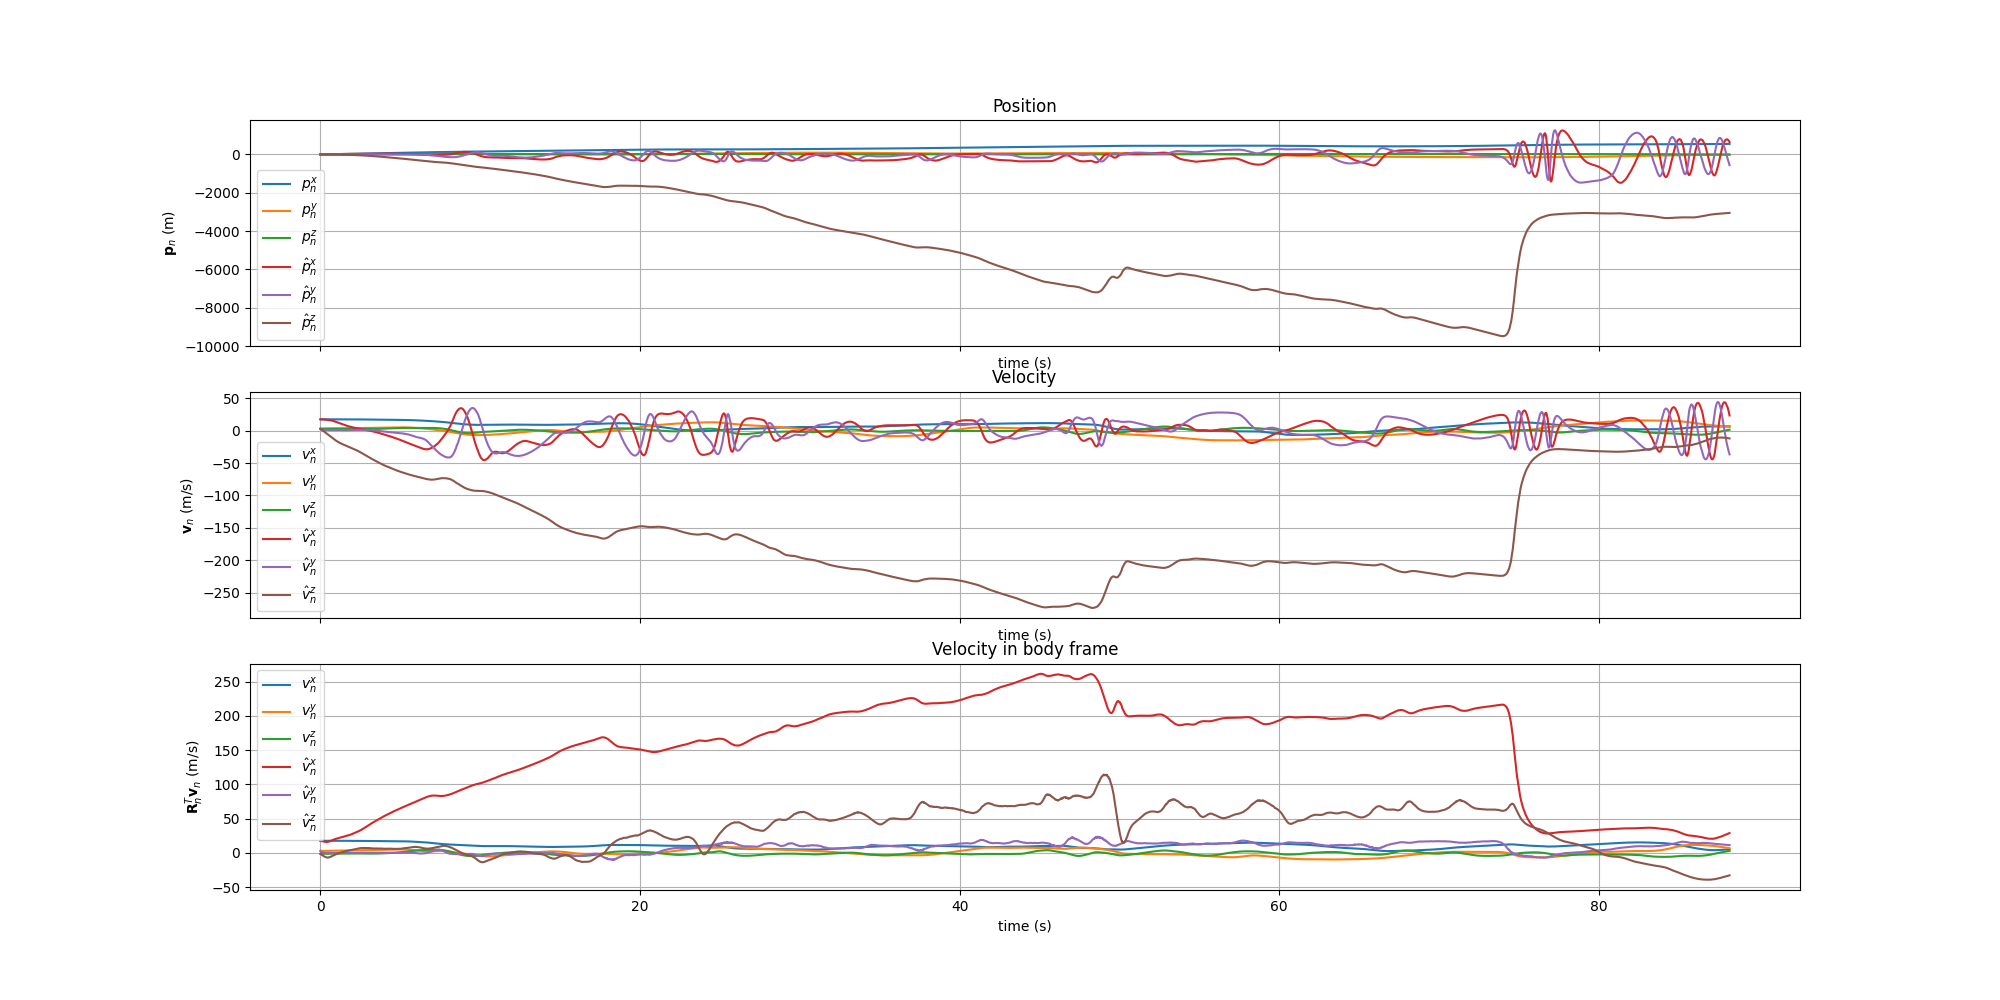 Position
0
−2000
−4000
−6000
−8000
−10000
p_n (m)
p_n^x
p_n^y
p_n^z
p̂_n^x
p̂_n^y
p̂_n^z
time (s)
Velocity
50
0
−50
−100
−150
−200
−250
v_n (m/s)
v_n^x
v_n^y
v_n^z
v̂_n^x
v̂_n^y
v̂_n^z
time (s)
Velocity in body frame
250
200
150
100
50
0
−50
R_n^T v_n (m/s)
v_n^x
v_n^y
v_n^z
v̂_n^x
v̂_n^y
v̂_n^z
0 20 40 60 80
time (s)